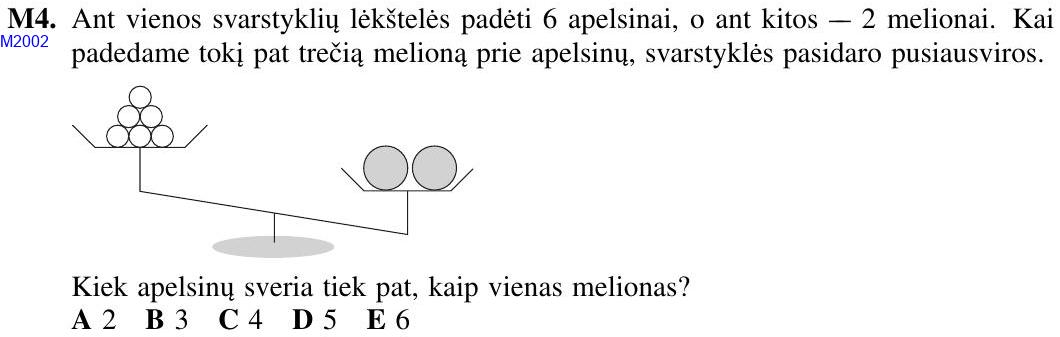 M4. Ant vienos svarstyklių lėkštelės padėti 6 apelsinai, o ant kitos — 2 melionai. Kai
M2002
padedame tokį pat trečią melioną prie apelsinų, svarstyklės pasidaro pusiausviros.
Kiek apelsinų sveria tiek pat, kaip vienas melionas?
A 2 B 3 C 4 D 5 E 6